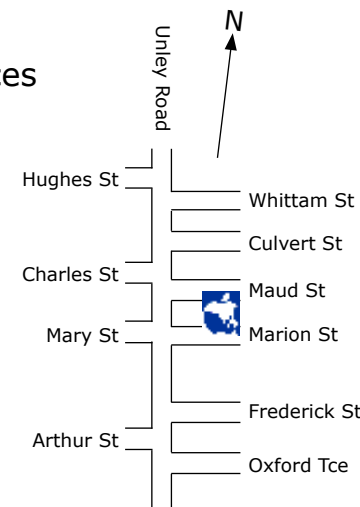 N
Unley Road
Hughes St
Whittam St
Culvert St
Charles St
Maud St
Mary St
Marion St
Frederick St
Arthur St
Oxford Tce